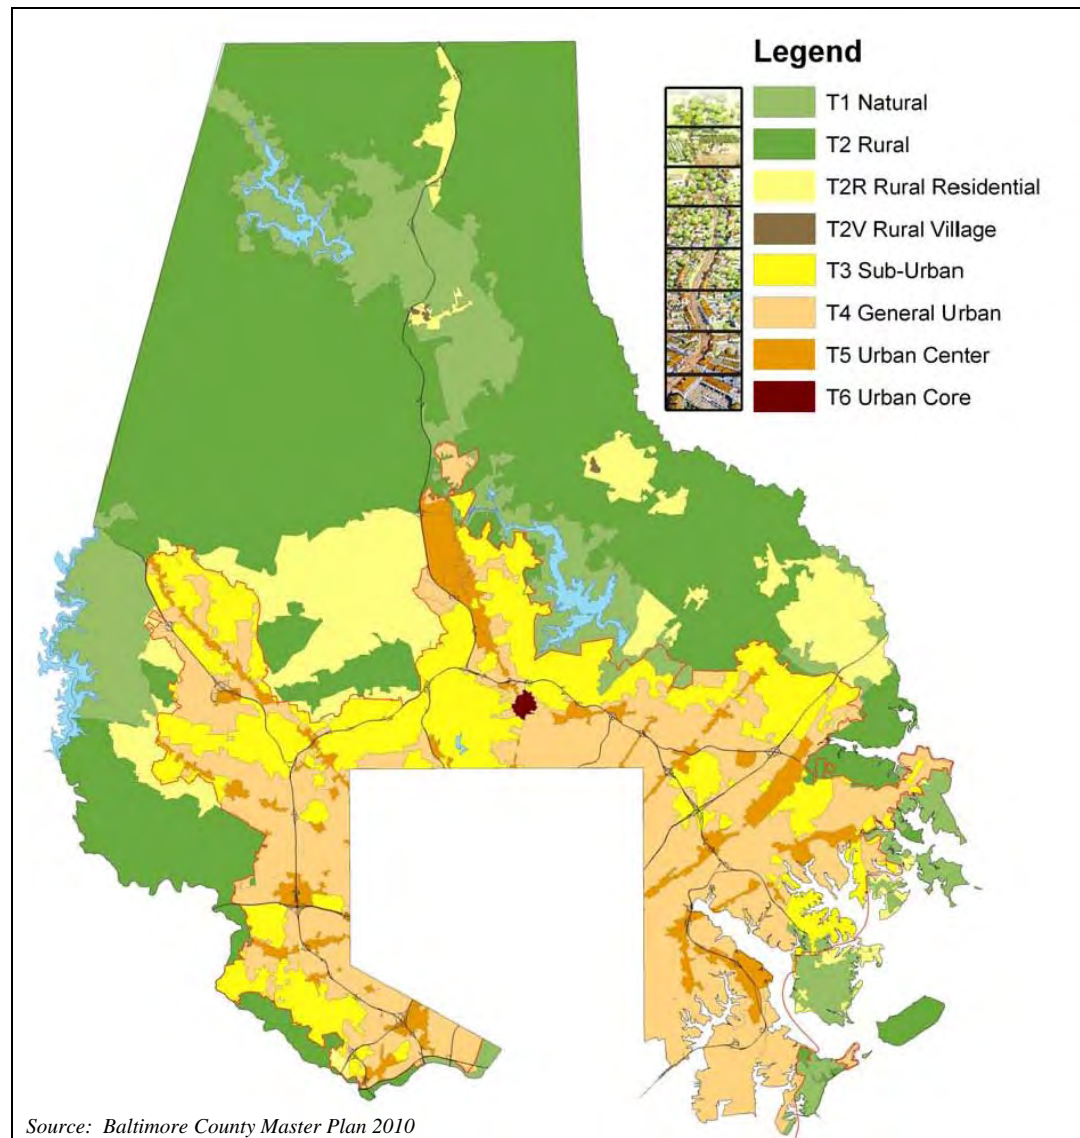 Legend
T1 Natural
T2 Rural
T2R Rural Residential
T2V Rural Village
T3 Sub-Urban
T4 General Urban
T5 Urban Center
T6 Urban Core
Source: Baltimore County Master Plan 2010